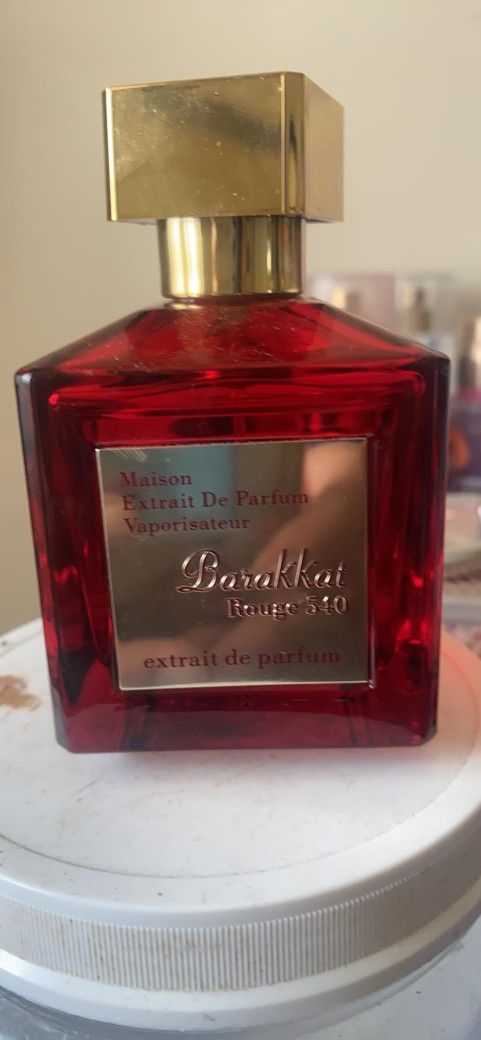 Maison
Extrait De Parfum
Vaporisateur
Barakkat
Rouge 540
extrait de parfum